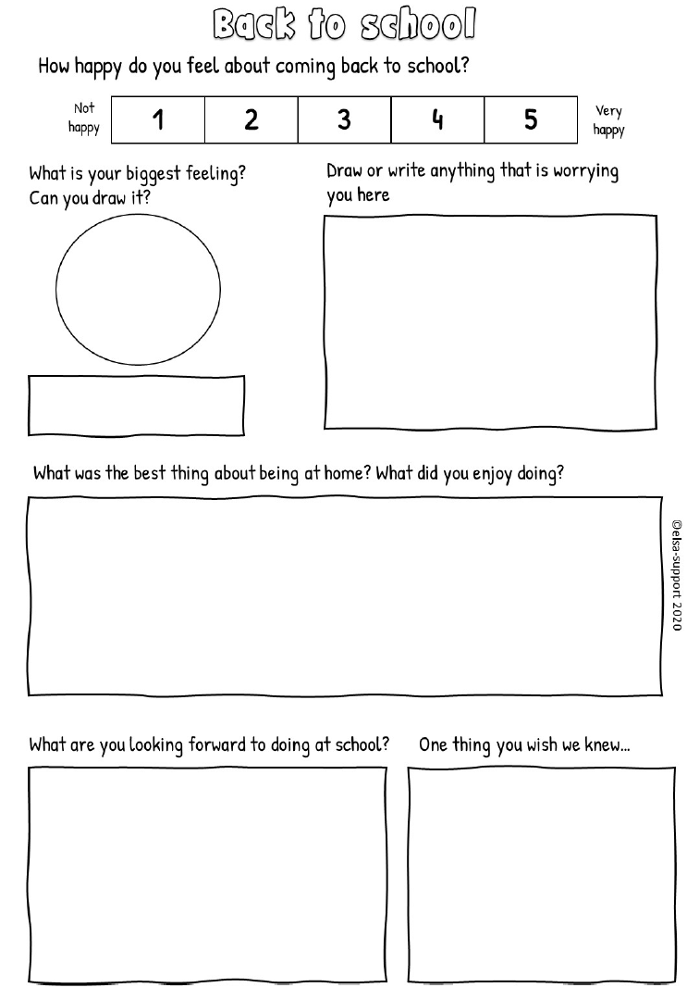 Back to school
How happy do you feel about coming back to school?
Not
happy
1 2 3 4 5
Very
happy
What is your biggest feeling?
Can you draw it?
Draw or write anything that is worrying
you here
What was the best thing about being at home? What did you enjoy doing?
©elsa-support 2020
What are you looking forward to doing at school?
One thing you wish we knew...